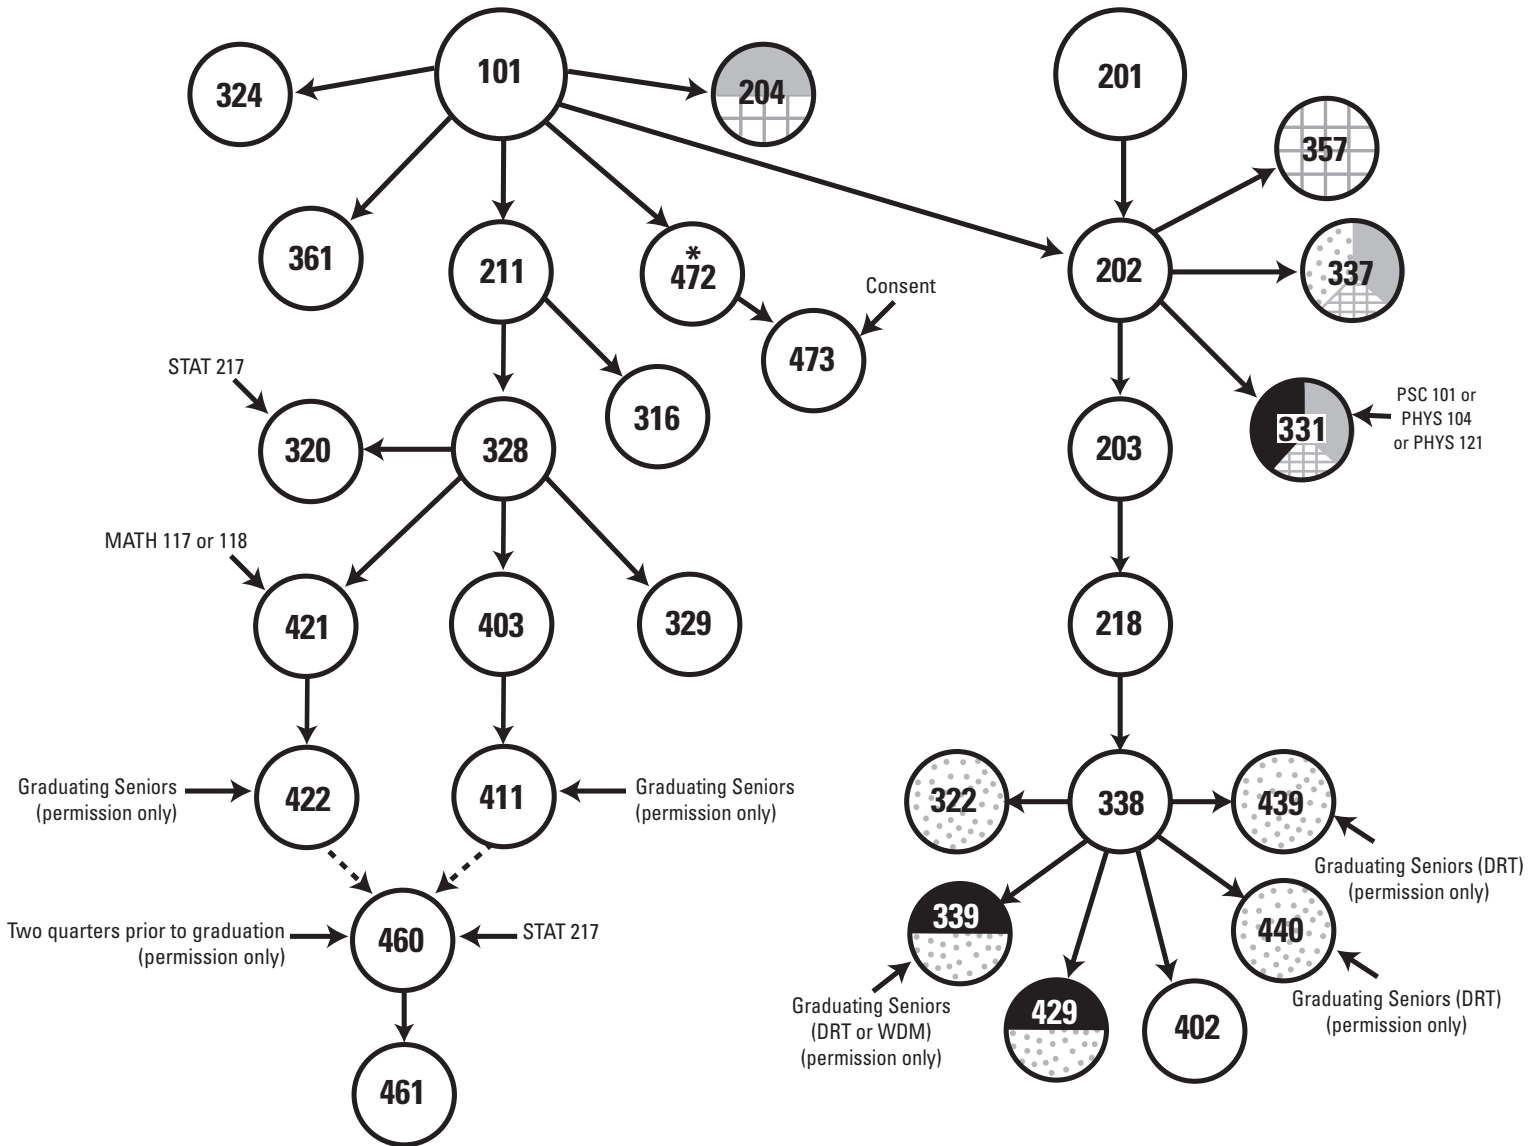 101
201
324
204
357
361
211
*
472
202
337
Consent
473
STAT 217
316
320
328
203
331
PSC 101 or
PHYS 104
or PHYS 121
MATH 117 or 118
421
403
329
218
Graduating Seniors
(permission only)
422
411
Graduating Seniors
(permission only)
322
338
439
Graduating Seniors (DRT)
(permission only)
339
440
Two quarters prior to graduation
(permission only)
460
STAT 217
Graduating Seniors
(DRT or WDM)
(permission only)
429
402
Graduating Seniors (DRT)
(permission only)
461